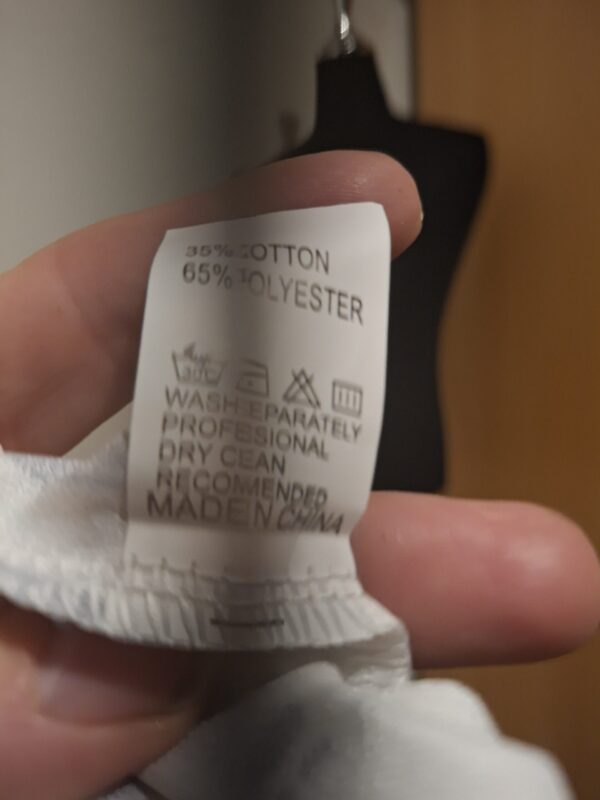 35% COTTON
65% POLYESTER
30°C
WASH SEPARATELY
PROFESIONAL
DRY CEAN
RECOMENDED
MADE IN CHINA